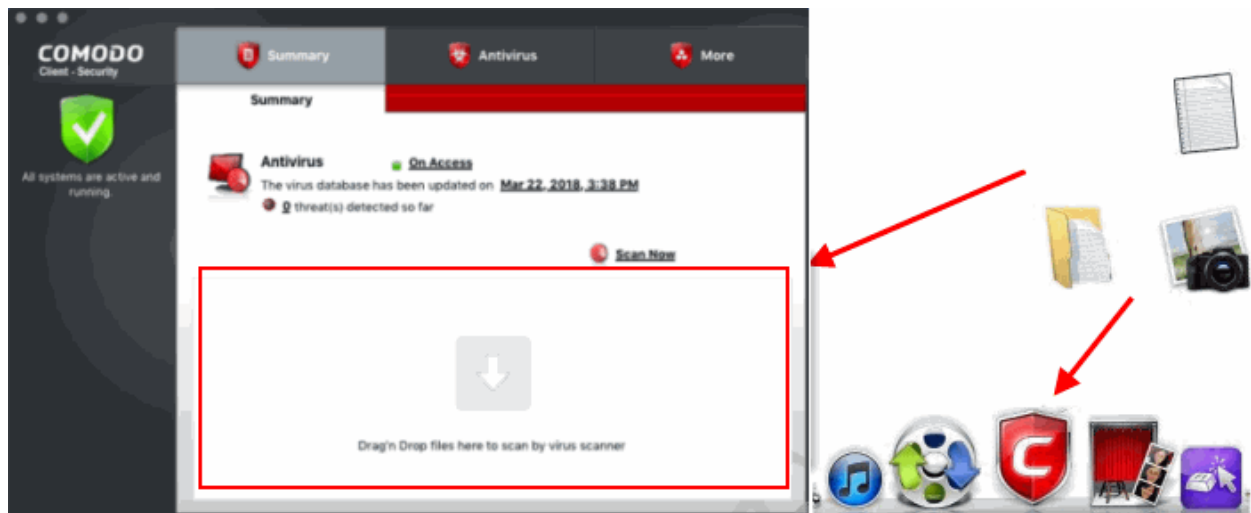 COMODO
Client - Security
Summary
Antivirus
More
Summary
All systems are active and
running.
Antivirus
On Access
The virus database has been updated on Mar 22, 2018, 3:38 PM
0 threat(s) detected so far
Scan Now
Drag'n Drop files here to scan by virus scanner
C